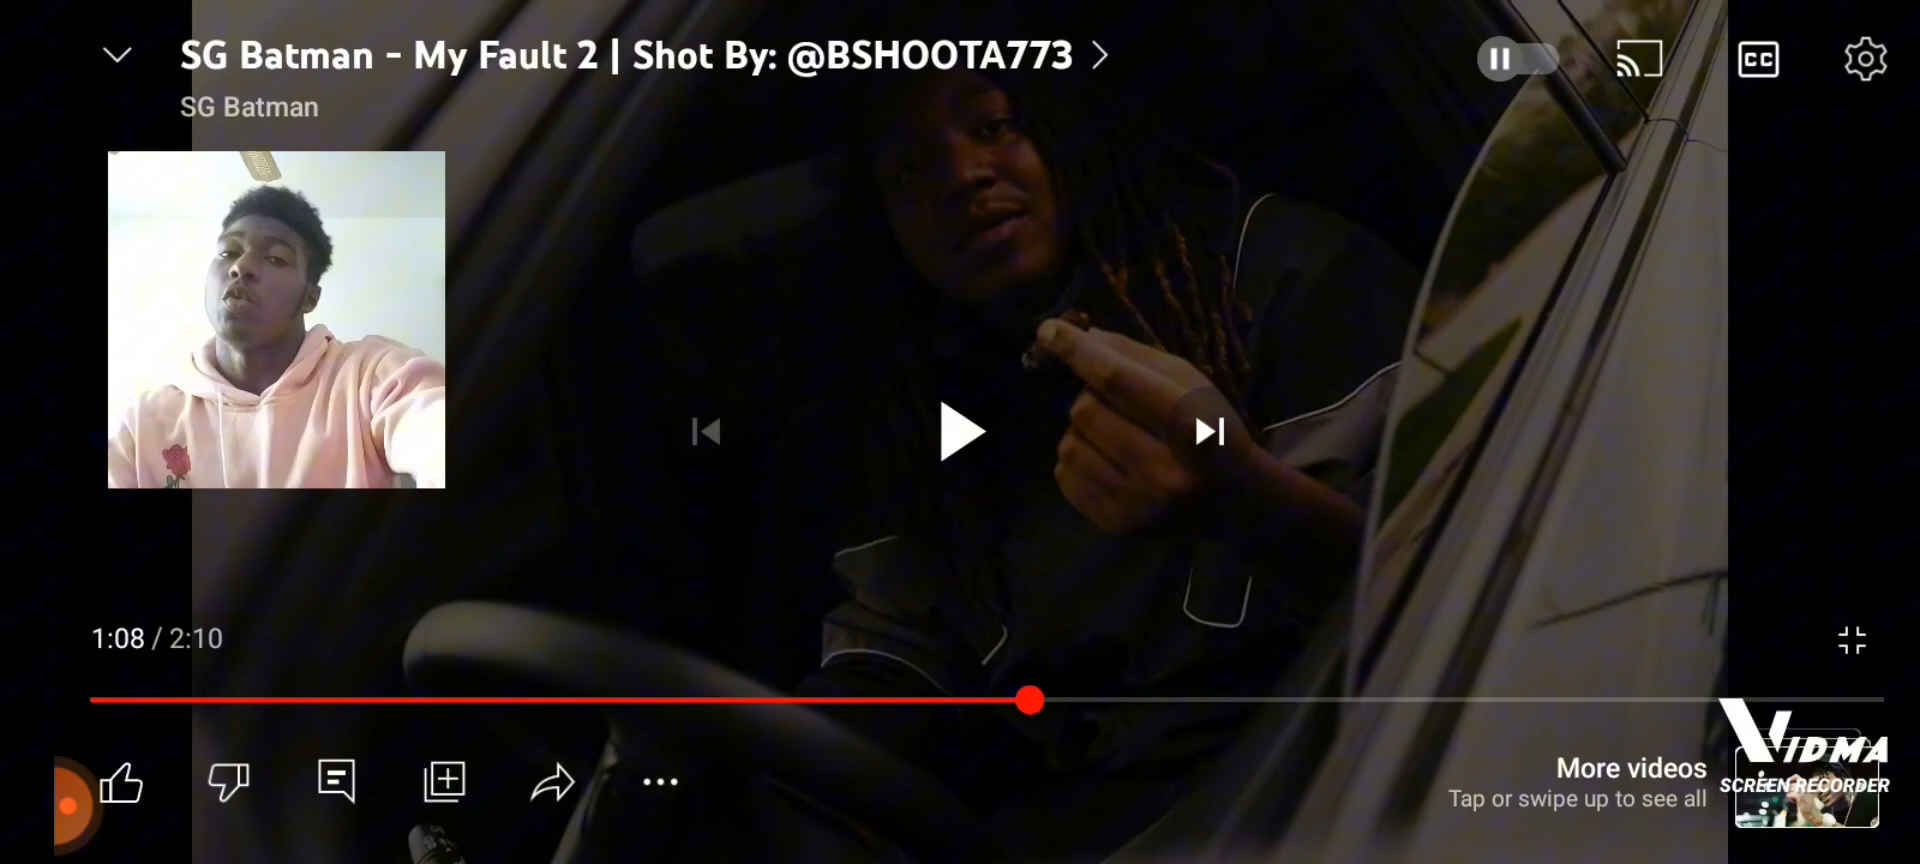 SG Batman - My Fault 2 | Shot By: @BSHOOTA773
SG Batman
CC
1:08 / 2:10
More videos
Tap or swipe up to see all
VIDMA
SCREEN RECORDER